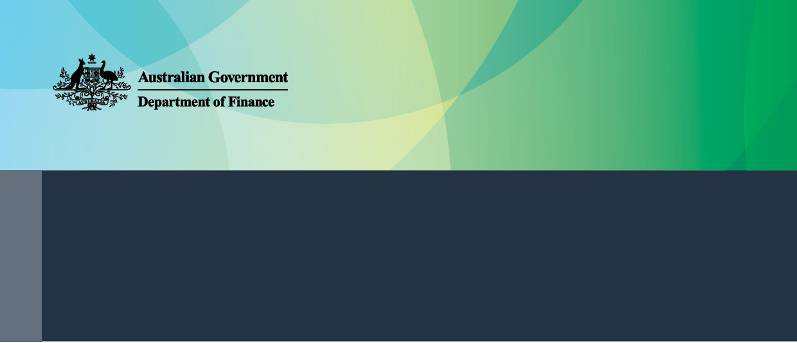 Australian Government
Department of Finance